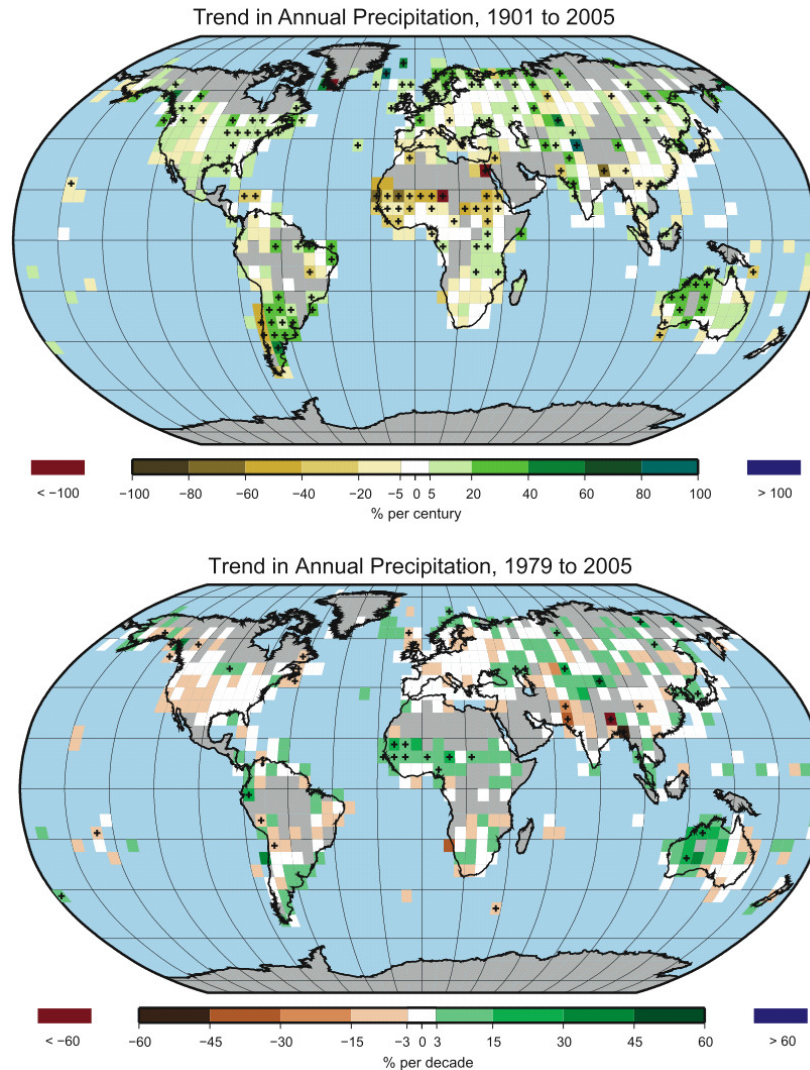 Trend in Annual Precipitation, 1901 to 2005
< −100
−100 −80 −60 −40 −20 −5 0 5 20 40 60 80 100
> 100
% per century
Trend in Annual Precipitation, 1979 to 2005
< −60
−60 −45 −30 −15 −3 0 3 15 30 45 60
> 60
% per decade